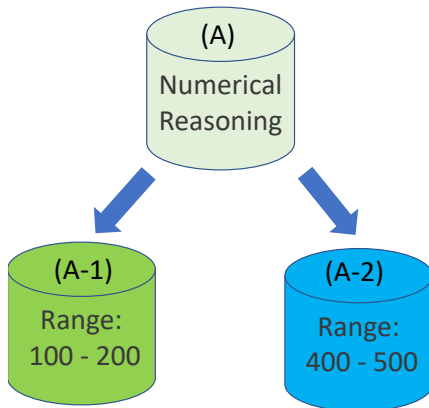 (A)
Numerical
Reasoning
(A-1)
Range:
100 - 200
(A-2)
Range:
400 - 500